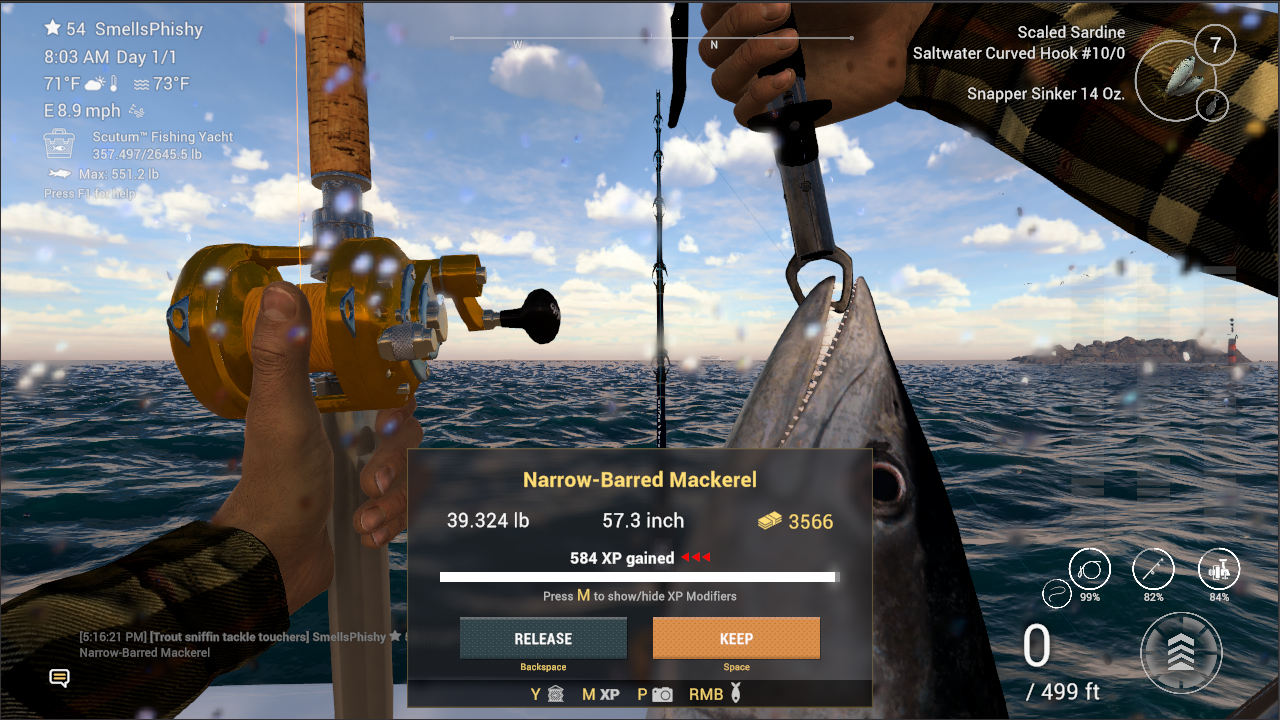 54 SmellsPhishy
8:03 AM Day 1/1
71°F 73°F
E 8.9 mph
Scutum™ Fishing Yacht
357.497/2645.5 lb
Max: 551.2 lb
Press F1 for help
W N
Scaled Sardine
7
Saltwater Curved Hook #10/0
Snapper Sinker 14 Oz.
Narrow-Barred Mackerel
39.324 lb 57.3 inch 3566
584 XP gained
Press M to show/hide XP Modifiers
RELEASE KEEP
Backspace Space
Y M XP P RMB
[5:16:21 PM] [Trout sniffin tackle touchers] SmellsPhishy
Narrow-Barred Mackerel
99% 82% 84%
0
/ 499 ft